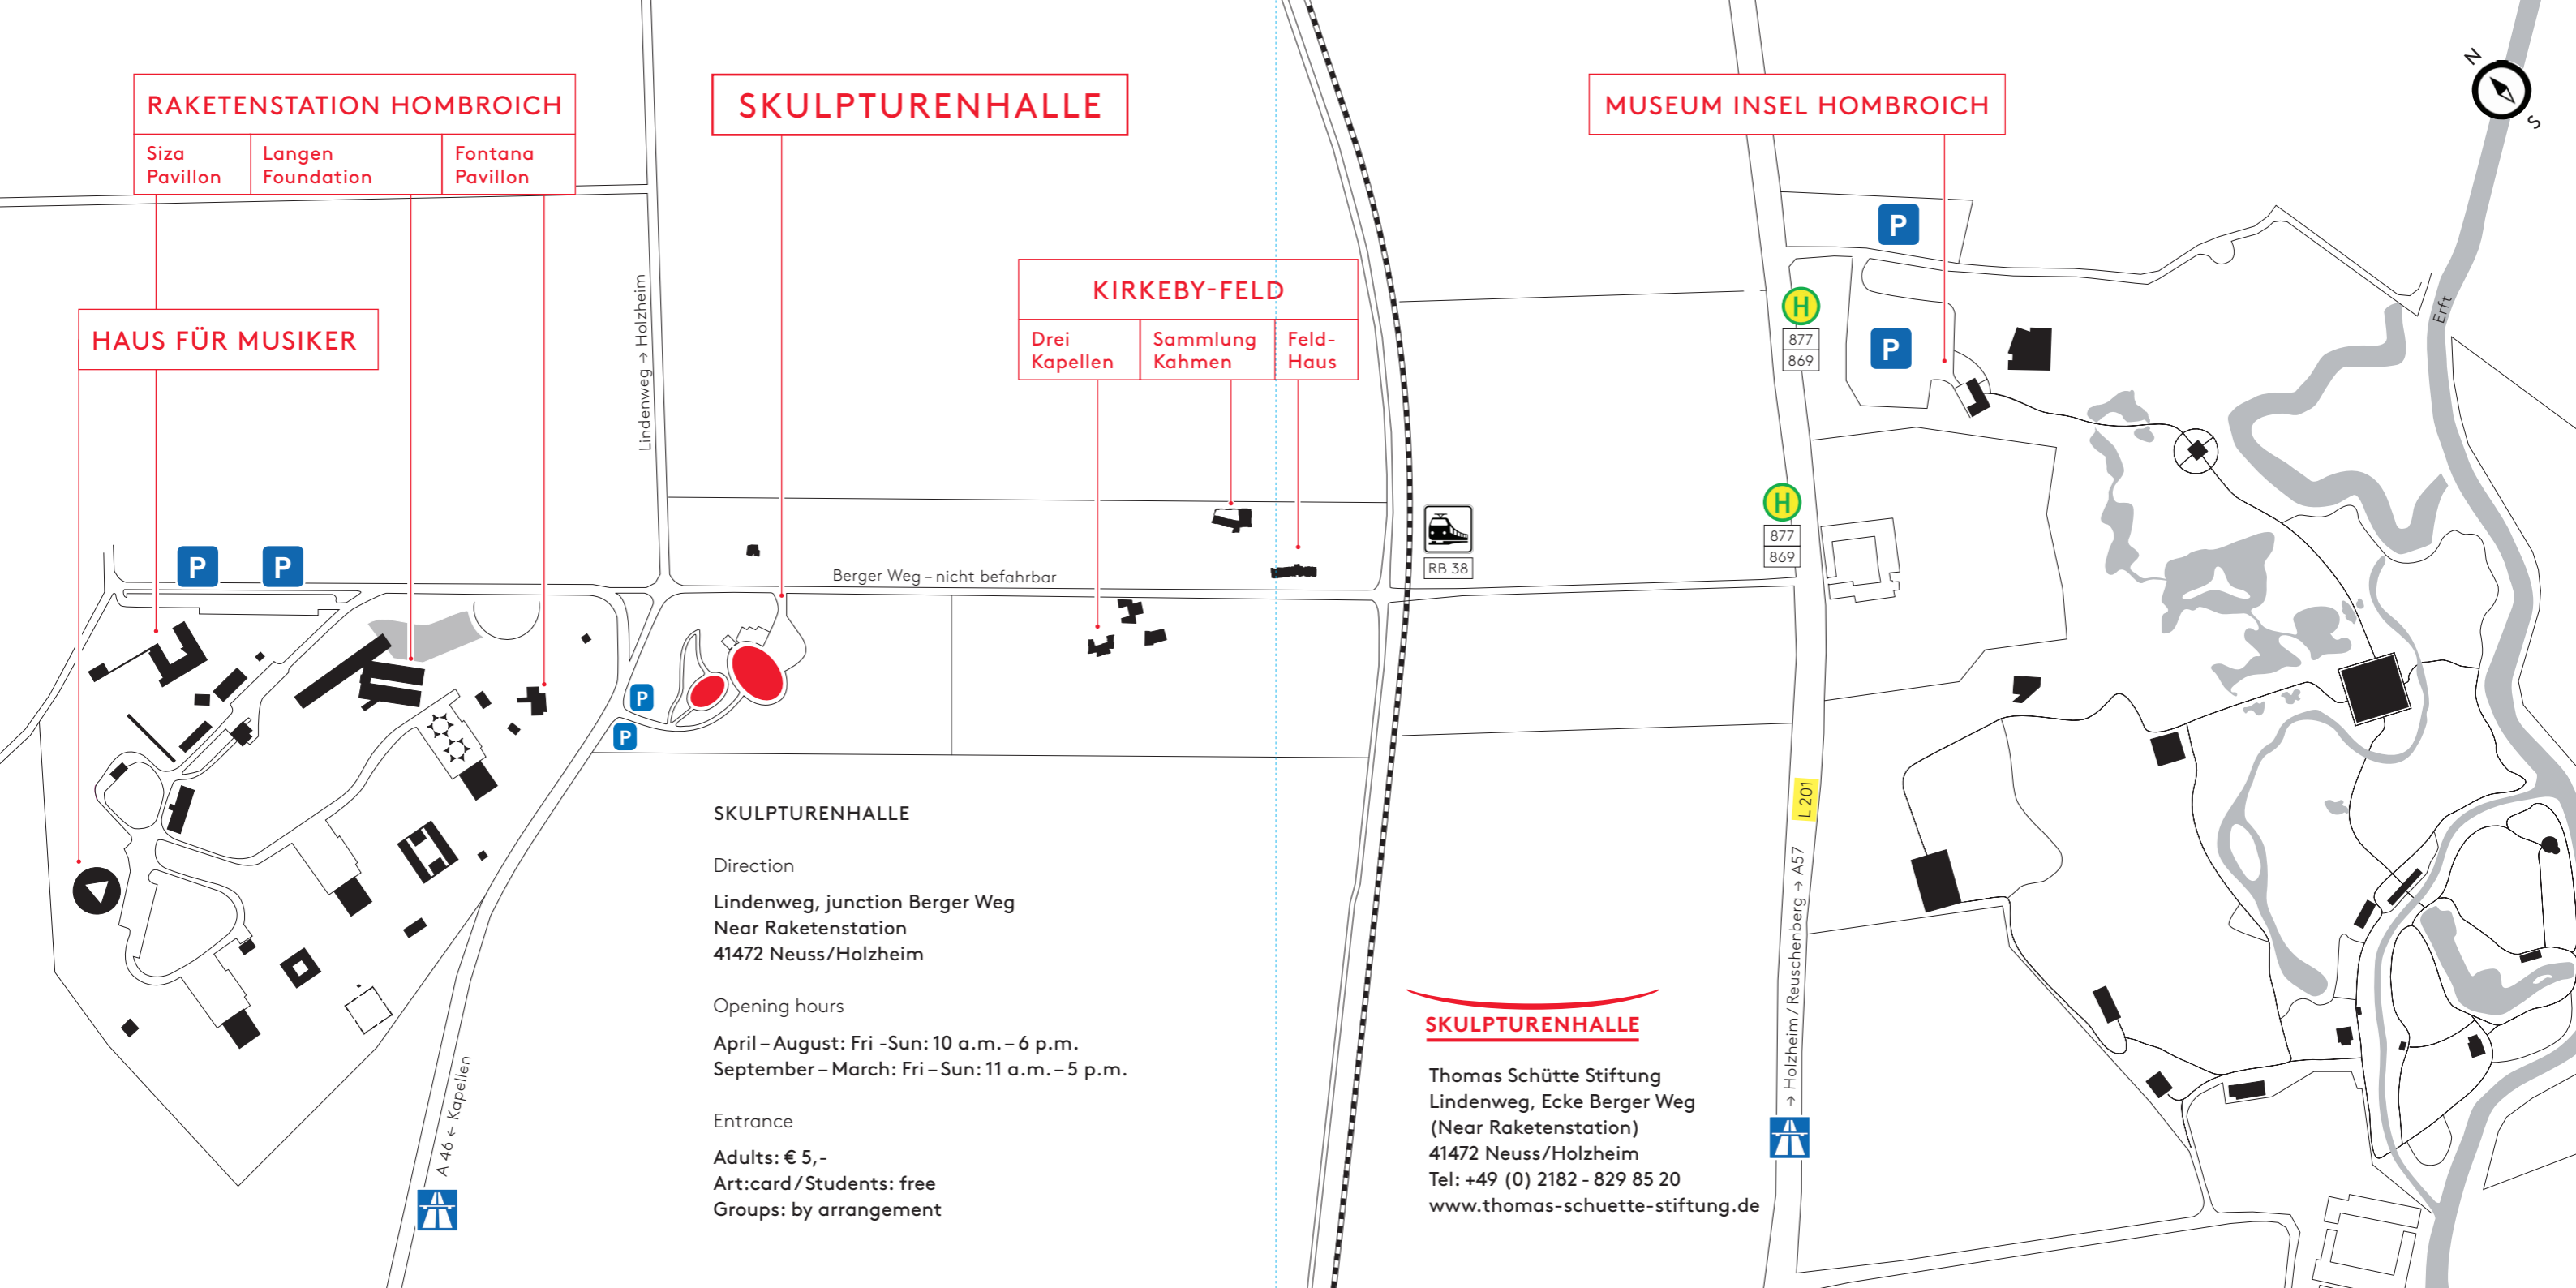 RAKETENSTATION HOMBROICH
Siza
Pavillon
Langen
Foundation
Fontana
Pavillon
HAUS FÜR MUSIKER
SKULPTURENHALLE
KIRKEBY-FELD
Drei
Kapellen
Sammlung
Kahmen
Feld-
Haus
MUSEUM INSEL HOMBROICH
N
S
Erft
Lindenweg → Holzheim
P
P
P
P
P
P
H
877
869
H
877
869
RB 38
Berger Weg – nicht befahrbar
L 201
→ Holzheim / Reuschenberg → A57
A 46 ← Kapellen
SKULPTURENHALLE
Direction
Lindenweg, junction Berger Weg
Near Raketenstation
41472 Neuss/Holzheim
Opening hours
April – August: Fri -Sun: 10 a.m. – 6 p.m.
September – March: Fri – Sun: 11 a.m. – 5 p.m.
Entrance
Adults: € 5,-
Art:card / Students: free
Groups: by arrangement
SKULPTURENHALLE
Thomas Schütte Stiftung
Lindenweg, Ecke Berger Weg
(Near Raketenstation)
41472 Neuss/Holzheim
Tel: +49 (0) 2182 - 829 85 20
www.thomas-schuette-stiftung.de